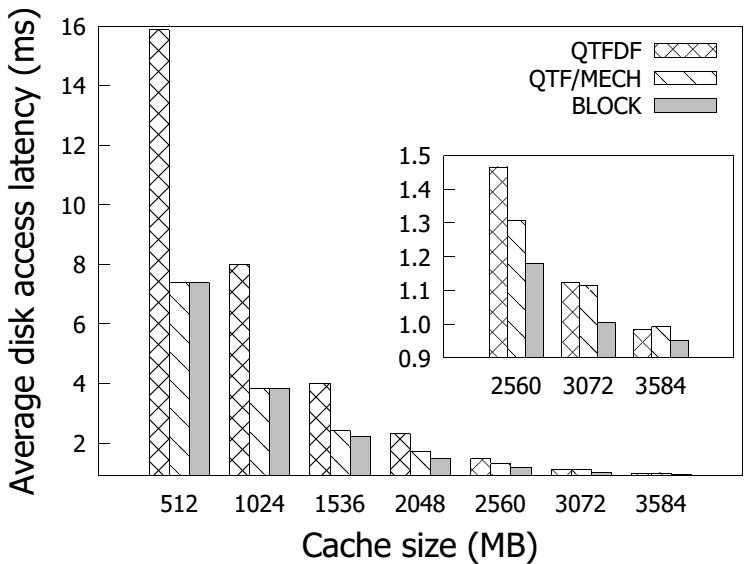 Average disk access latency (ms)
16
14
12
10
8
6
4
2
QTFDF
QTF/MECH
BLOCK
1.5
1.4
1.3
1.2
1.1
1.0
0.9
2560 3072 3584
512 1024 1536 2048 2560 3072 3584
Cache size (MB)